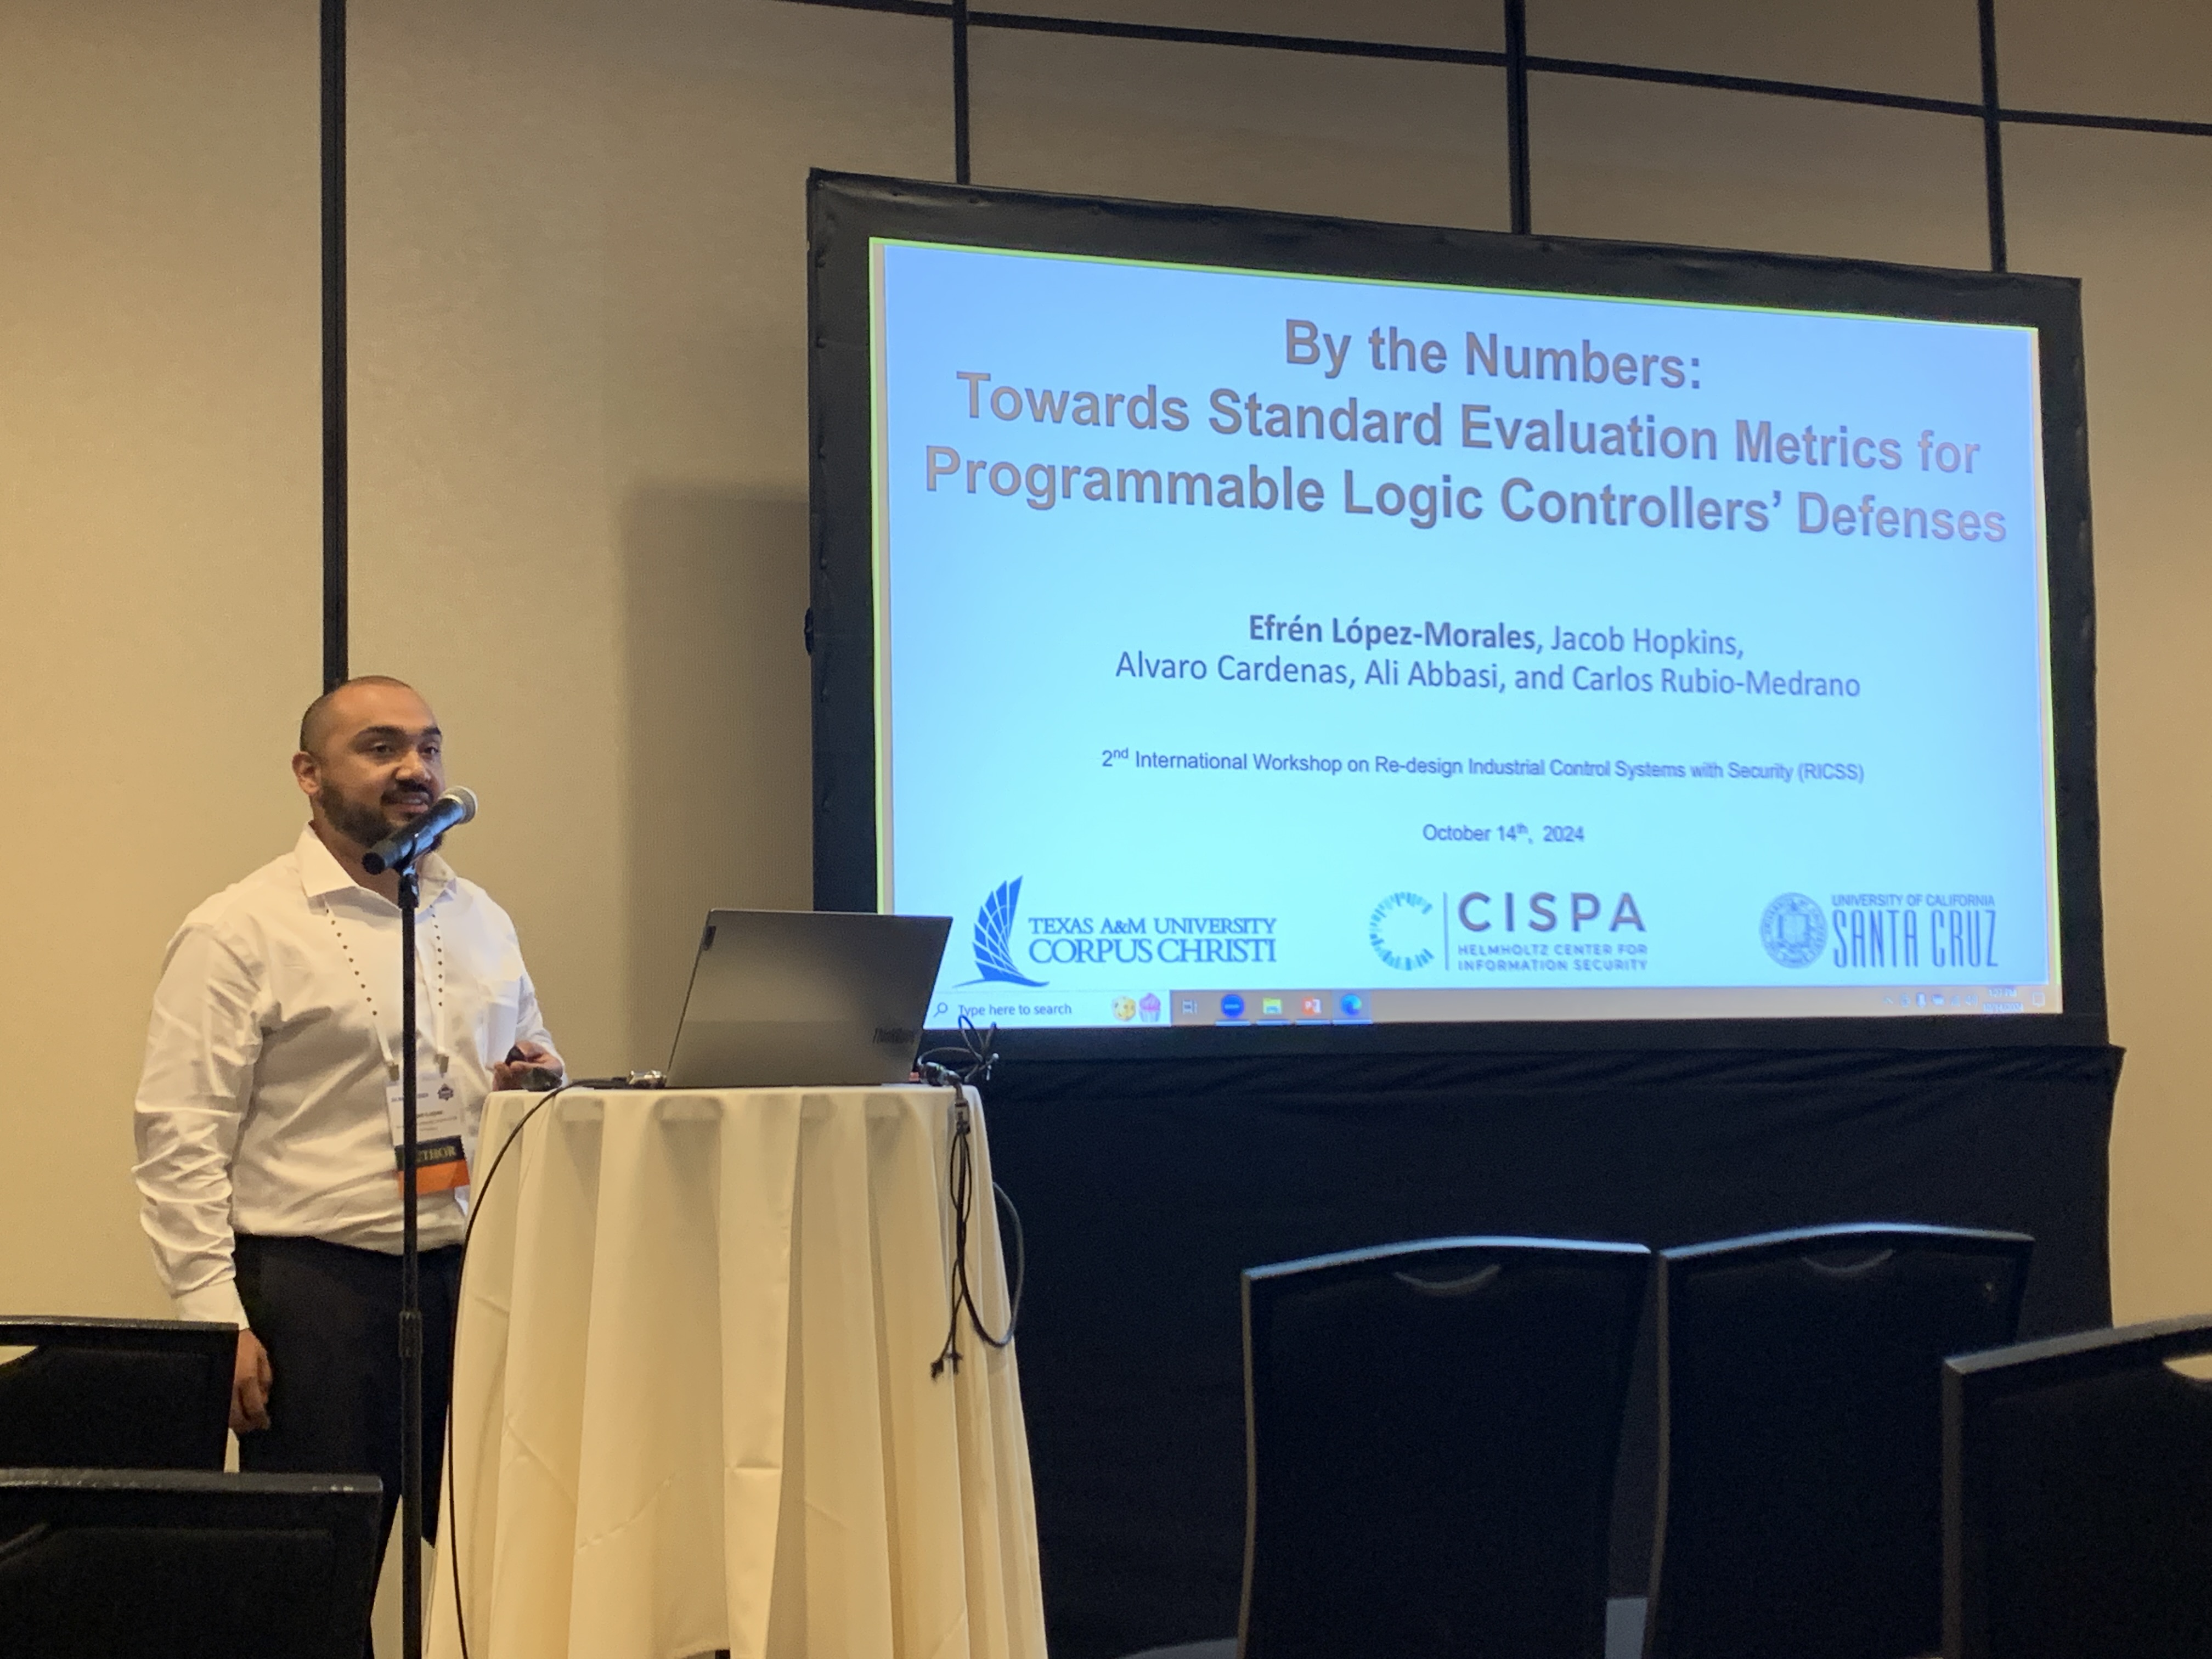 By the Numbers:
Towards Standard Evaluation Metrics for
Programmable Logic Controllers’ Defenses
Efrén López-Morales, Jacob Hopkins,
Alvaro Cardenas, Ali Abbasi, and Carlos Rubio-Medrano
2nd International Workshop on Re-design Industrial Control Systems with Security (RICSS)
October 14th, 2024
TEXAS A&M UNIVERSITY
CORPUS CHRISTI
CISPA
HELMHOLTZ CENTER FOR
INFORMATION SECURITY
UNIVERSITY OF CALIFORNIA
SANTA CRUZ
Type here to search